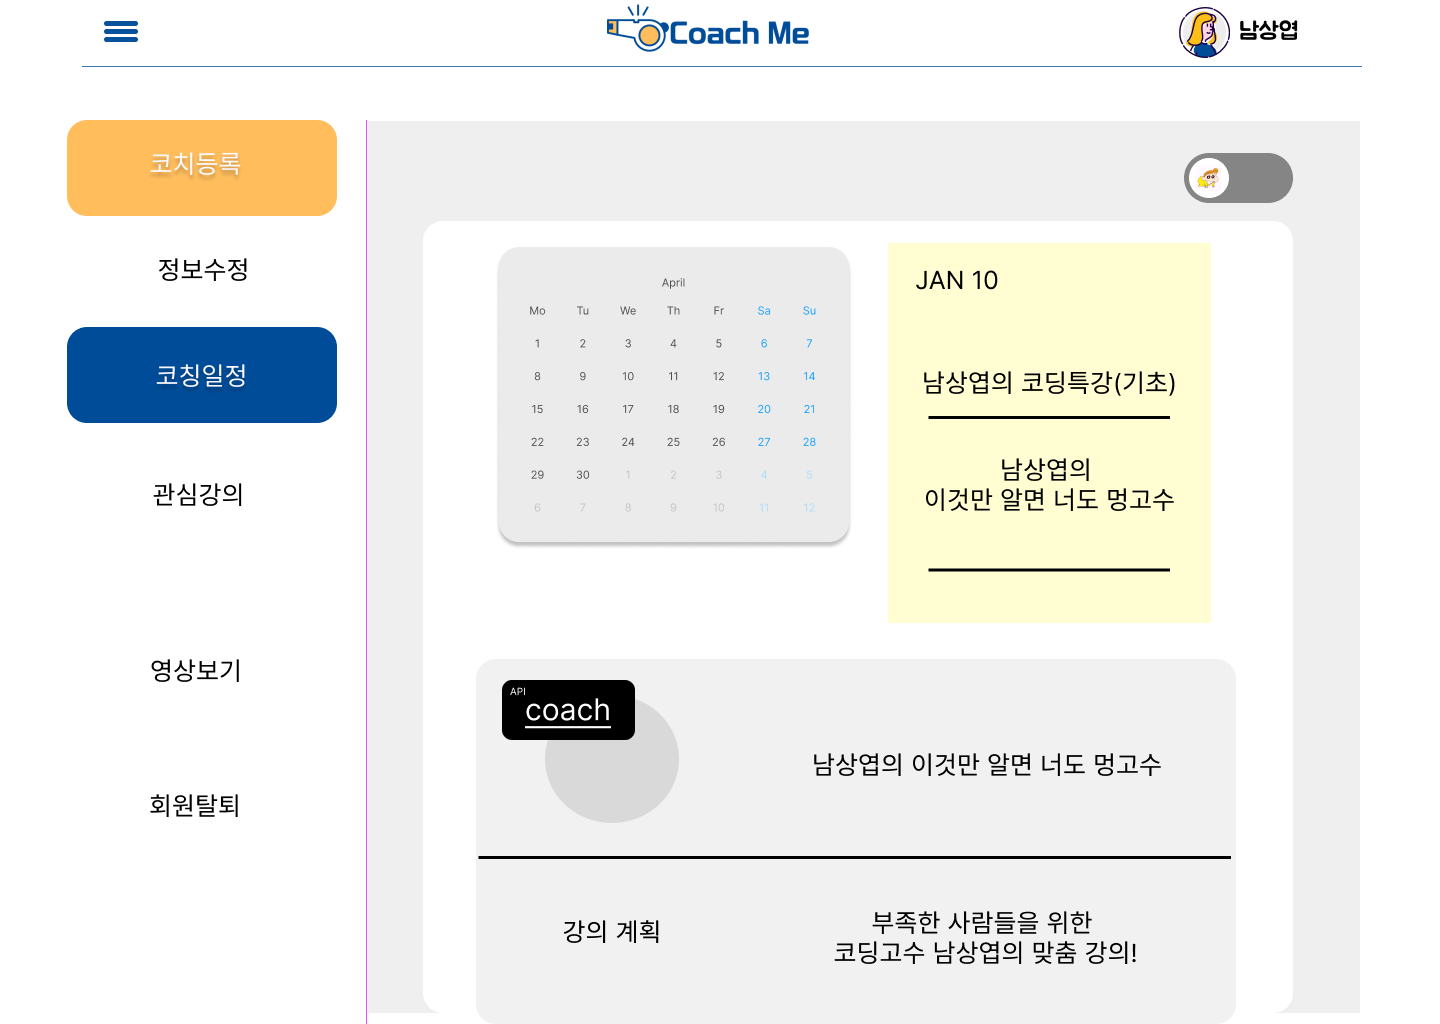 Coach Me
남상엽
코치등록
정보수정
코칭일정
관심강의
영상보기
회원탈퇴
April
Mo Tu We Th Fr Sa Su
1 2 3 4 5 6 7
8 9 10 11 12 13 14
15 16 17 18 19 20 21
22 23 24 25 26 27 28
29 30 1 2 3 4 5
6 7 8 9 10 11 12
JAN 10
남상엽의 코딩특강(기초)
남상엽의
이것만 알면 너도 멍고수
API
coach
남상엽의 이것만 알면 너도 멍고수
강의 계획
부족한 사람들을 위한
코딩고수 남상엽의 맞춤 강의!